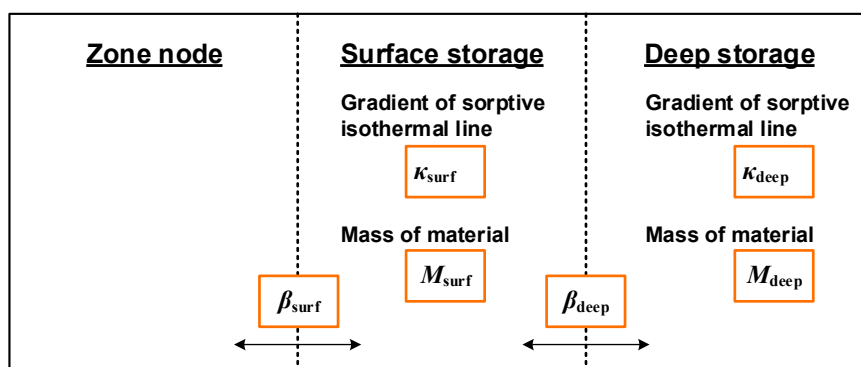 Zone node
Surface storage
Deep storage
Gradient of sorptive
isothermal line
Gradient of sorptive
isothermal line
κsurf
κdeep
Mass of material
Mass of material
Msurf
Mdeep
βsurf
βdeep